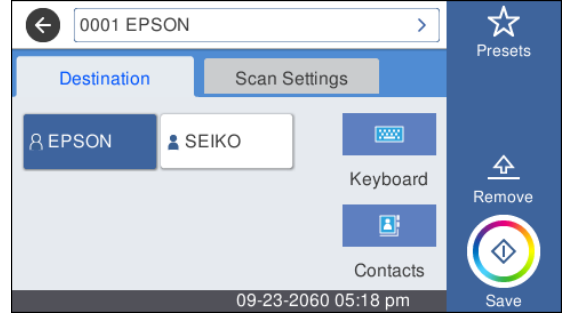 0001 EPSON
Presets
Destination
Scan Settings
EPSON
SEIKO
Keyboard
Remove
Contacts
09-23-2060 05:18 pm
Save